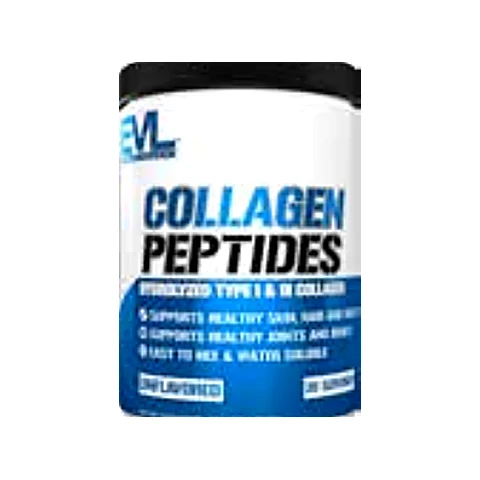 EVL
COLLAGEN
PEPTIDES
HYDROLYZED TYPE I & III COLLAGEN
SUPPORTS HEALTHY SKIN, HAIR AND
SUPPORTS HEALTHY JOINTS AND
EASY TO MIX & WATER SOLUBLE
UNFLAVORED